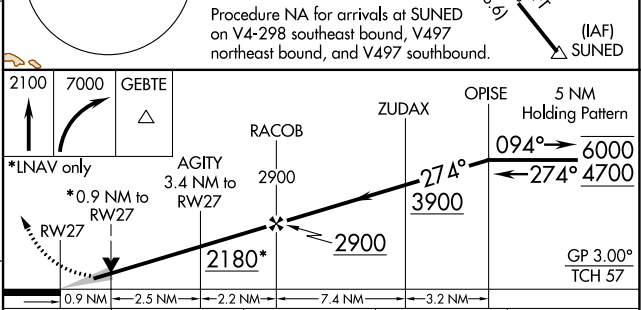 Procedure NA for arrivals at SUNED
on V4-298 southeast bound, V497
northeast bound, and V497 southbound.
(IAF)
SUNED
2100
7000
GEBTE
*LNAV only
OPISE
5 NM
Holding Pattern
ZUDAX
RACOB
094°
6000
274°
4700
AGITY
3.4 NM to
RW27
2900
274°
3900
*0.9 NM to
RW27
RW27
2180*
2900
GP 3.00°
TCH 57
0.9 NM
2.5 NM
2.2 NM
7.4 NM
3.2 NM